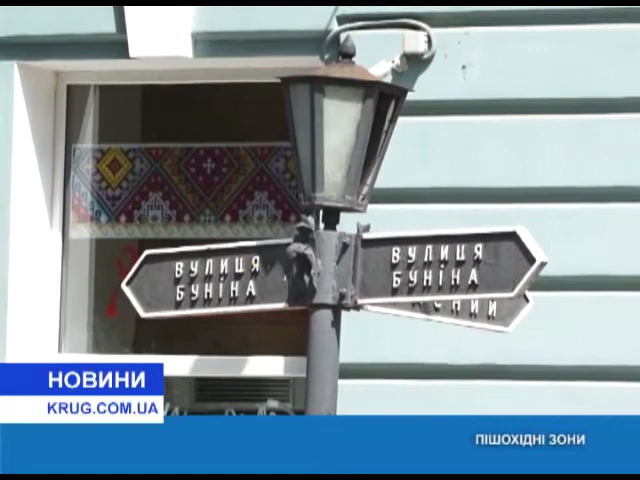 ВУЛИЦЯ
БУНІНА
ВУЛИЦЯ
БУНІНА
НОВИНИ
KRUG.COM.UA
ПІШОХІДНІ ЗОНИ